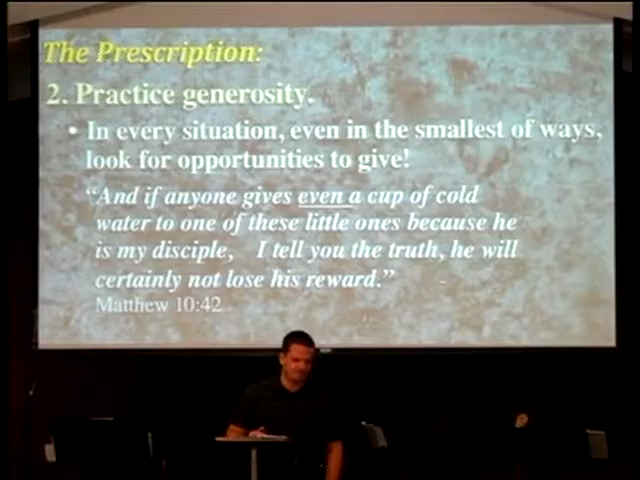 The Prescription:
2. Practice generosity.
• In every situation, even in the smallest of ways,
look for opportunities to give!
“And if anyone gives even a cup of cold
water to one of these little ones because he
is my disciple, I tell you the truth, he will
certainly not lose his reward.”
Matthew 10:42